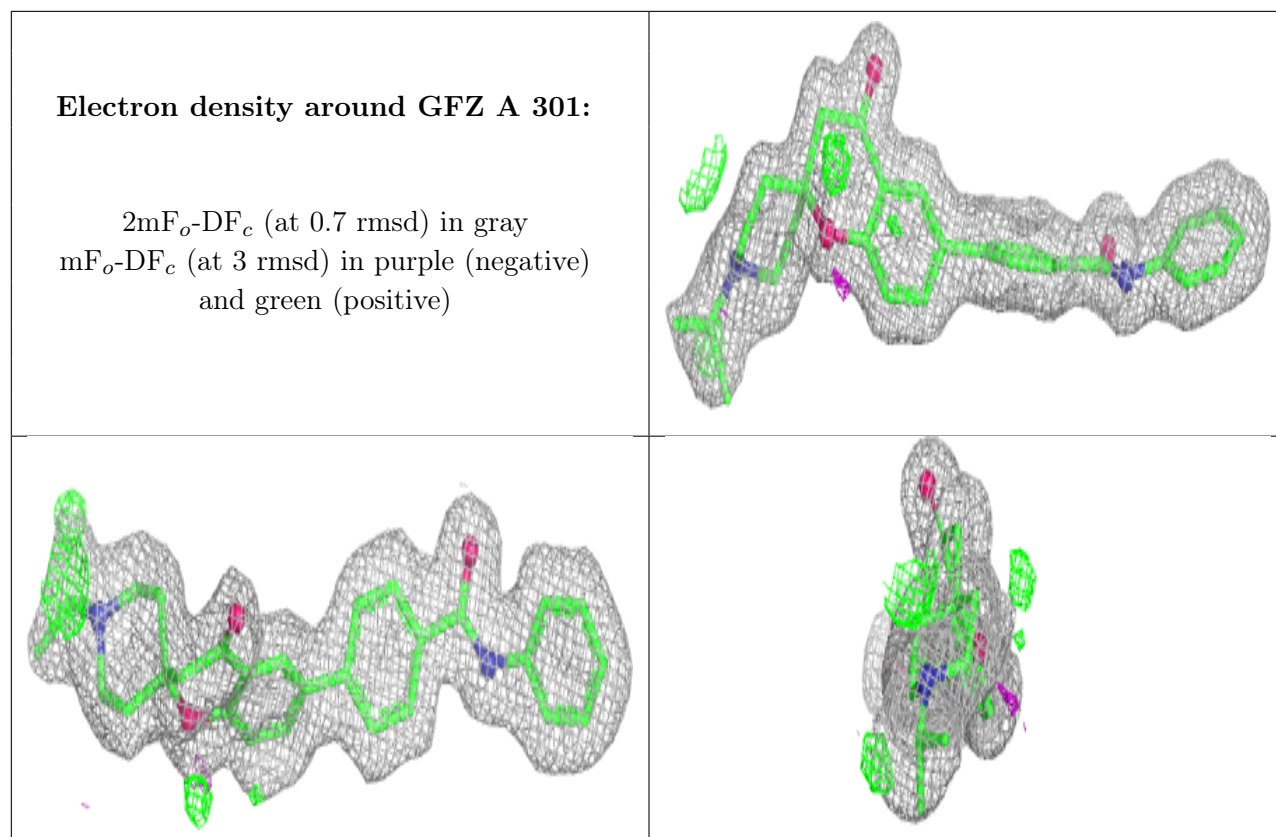 Electron density around GFZ A 301:
2mFₒ-DF𝒸 (at 0.7 rmsd) in gray
mFₒ-DF𝒸 (at 3 rmsd) in purple (negative)
and green (positive)